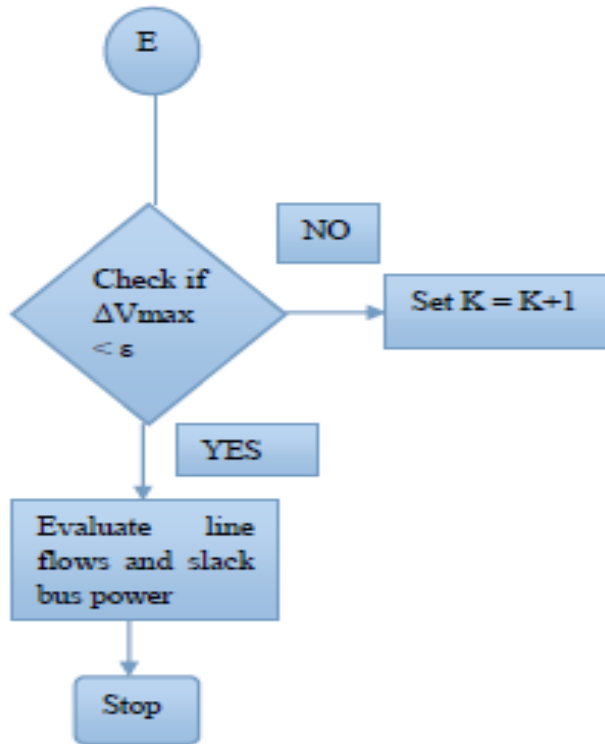 E
Check if
ΔVmax
< ε
NO
Set K = K+1
YES
Evaluate line
flows and slack
bus power
Stop